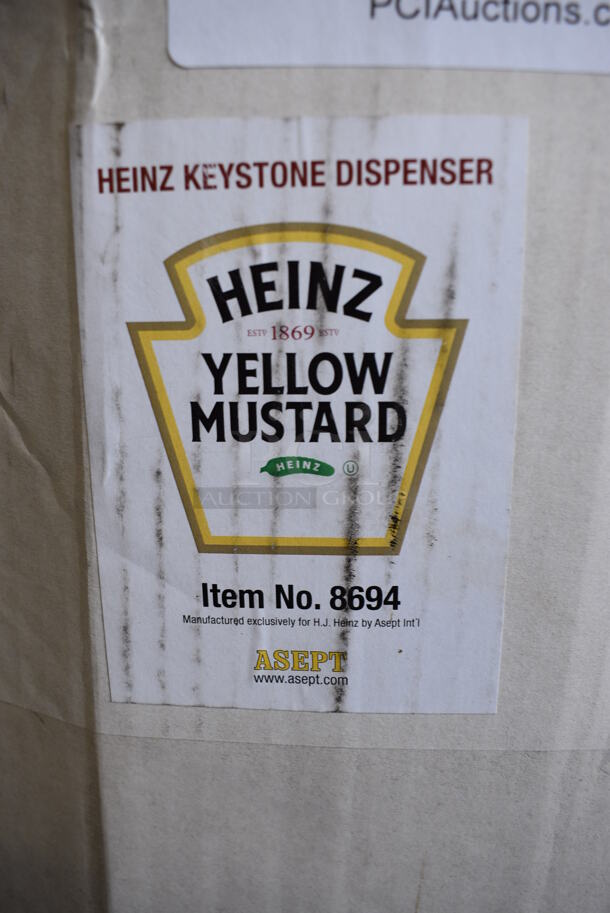 PCIAuctions.c
HEINZ KEYSTONE DISPENSER
HEINZ
ESTD 1869 ESTD
YELLOW
MUSTARD
HEINZ U
AUCTION GROUP
Item No. 8694
Manufactured exclusively for H.J. Heinz by Asept Int'l
ASEPT
www.asept.com